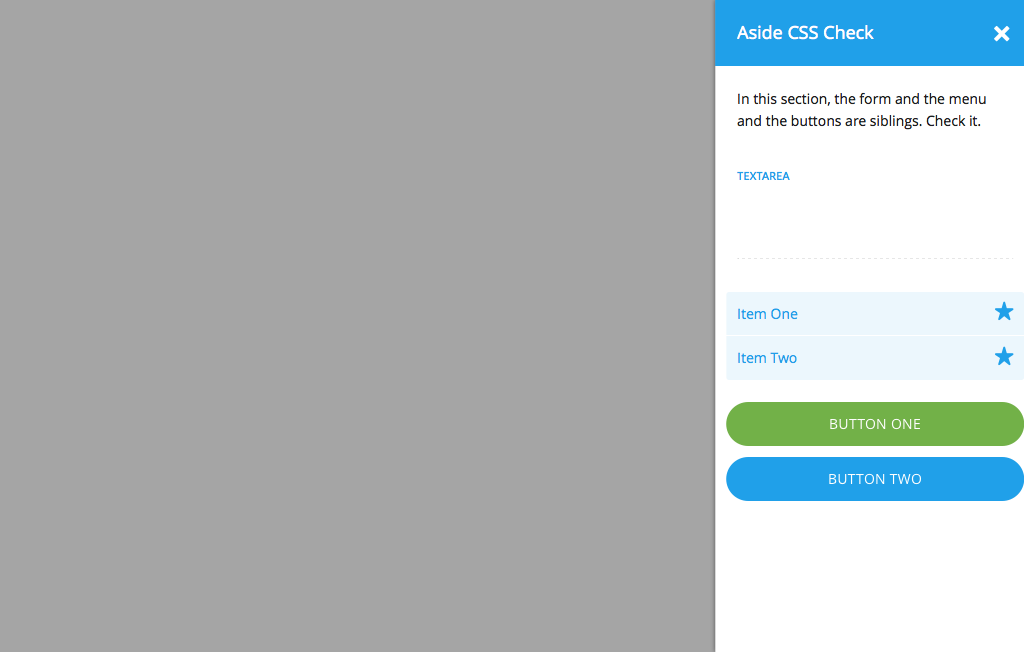 Aside CSS Check
In this section, the form and the menu
and the buttons are siblings. Check it.
TEXTAREA
Item One
Item Two
BUTTON ONE
BUTTON TWO